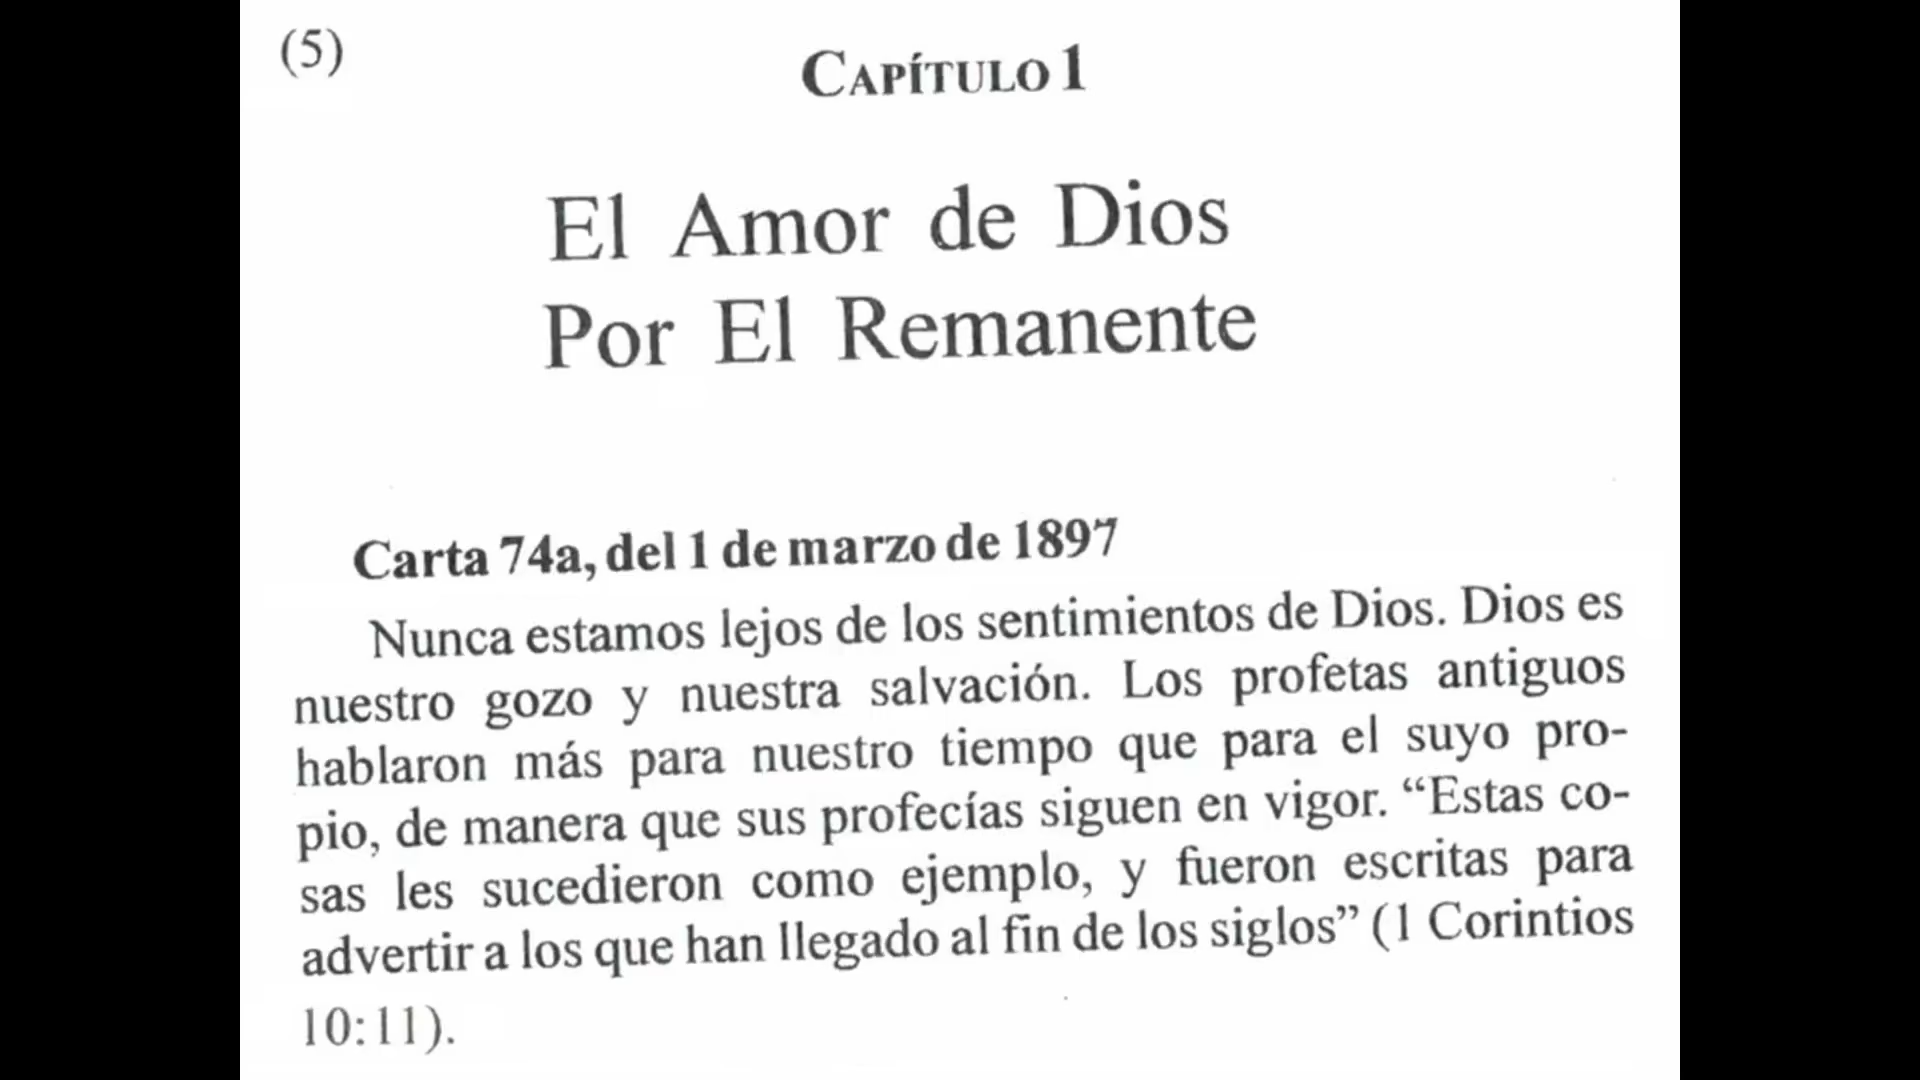 (5)
CAPÍTULO 1
El Amor de Dios
Por El Remanente
Carta 74a, del 1 de marzo de 1897
Nunca estamos lejos de los sentimientos de Dios. Dios es
nuestro gozo y nuestra salvación. Los profetas antiguos
hablaron más para nuestro tiempo que para el suyo pro-
pio, de manera que sus profecías siguen en vigor. “Estas co-
sas les sucedieron como ejemplo, y fueron escritas para
advertir a los que han llegado al fin de los siglos” (1 Corintios
10:11).